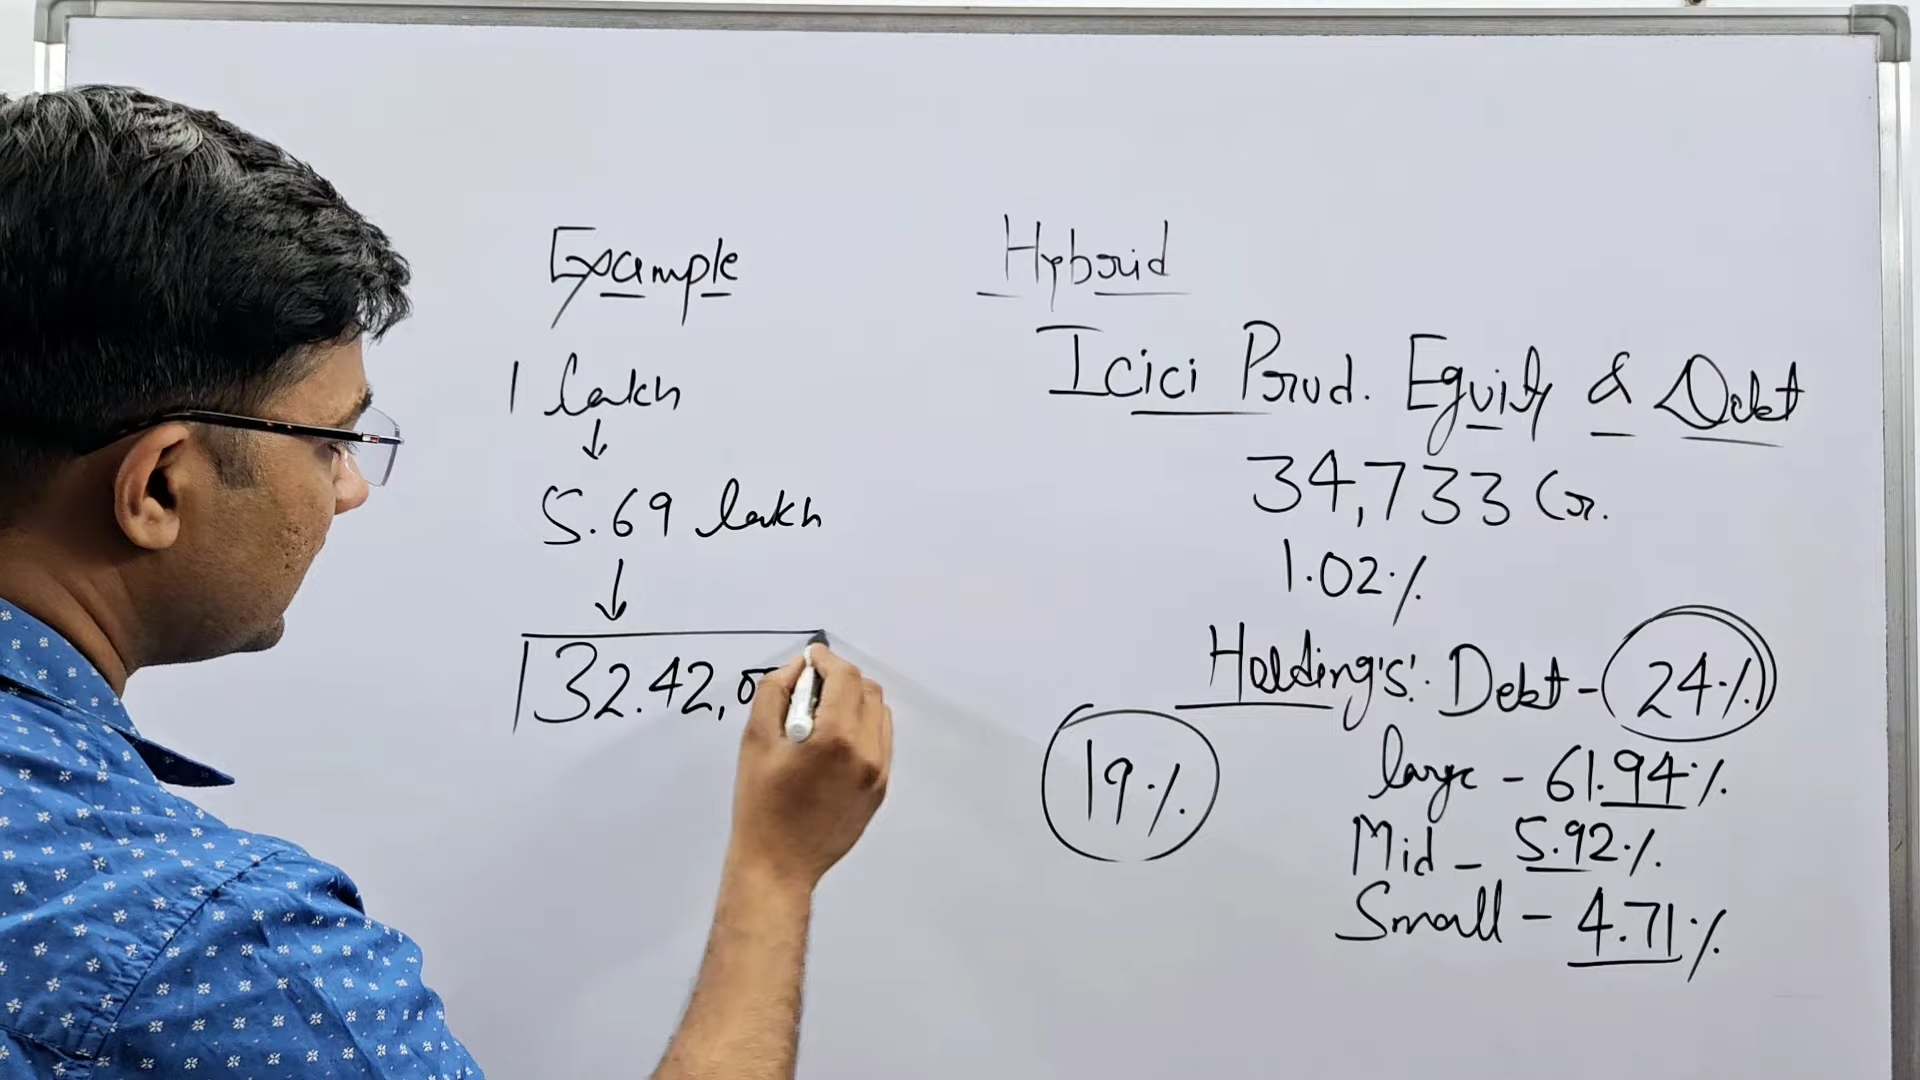 Example
1 lakh
5.69 lakh
32.42,0
Hybrid
Icici Prud. Equity & Debt
34,733 Cr.
1.02%
Holding's: Debt - 24%
19%
large - 61.94%
Mid - 5.92%
Small - 4.71%